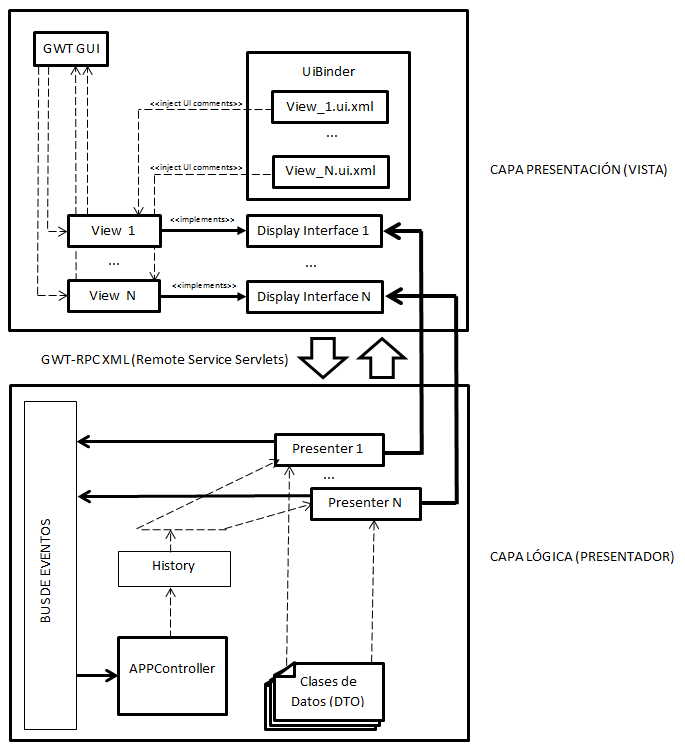 GWT GUI
UiBinder
<<inject UI comments>>
View_1.ui.xml
...
<<inject UI comments>>
View_N.ui.xml
CAPA PRESENTACIÓN (VISTA)
View 1
<<implements>>
Display Interface 1
...
...
View N
<<implements>>
Display Interface N
GWT-RPC XML (Remote Service Servlets)
Presenter 1
...
Presenter N
BUS DE EVENTOS
History
CAPA LÓGICA (PRESENTADOR)
APPController
Clases de
Datos (DTO)